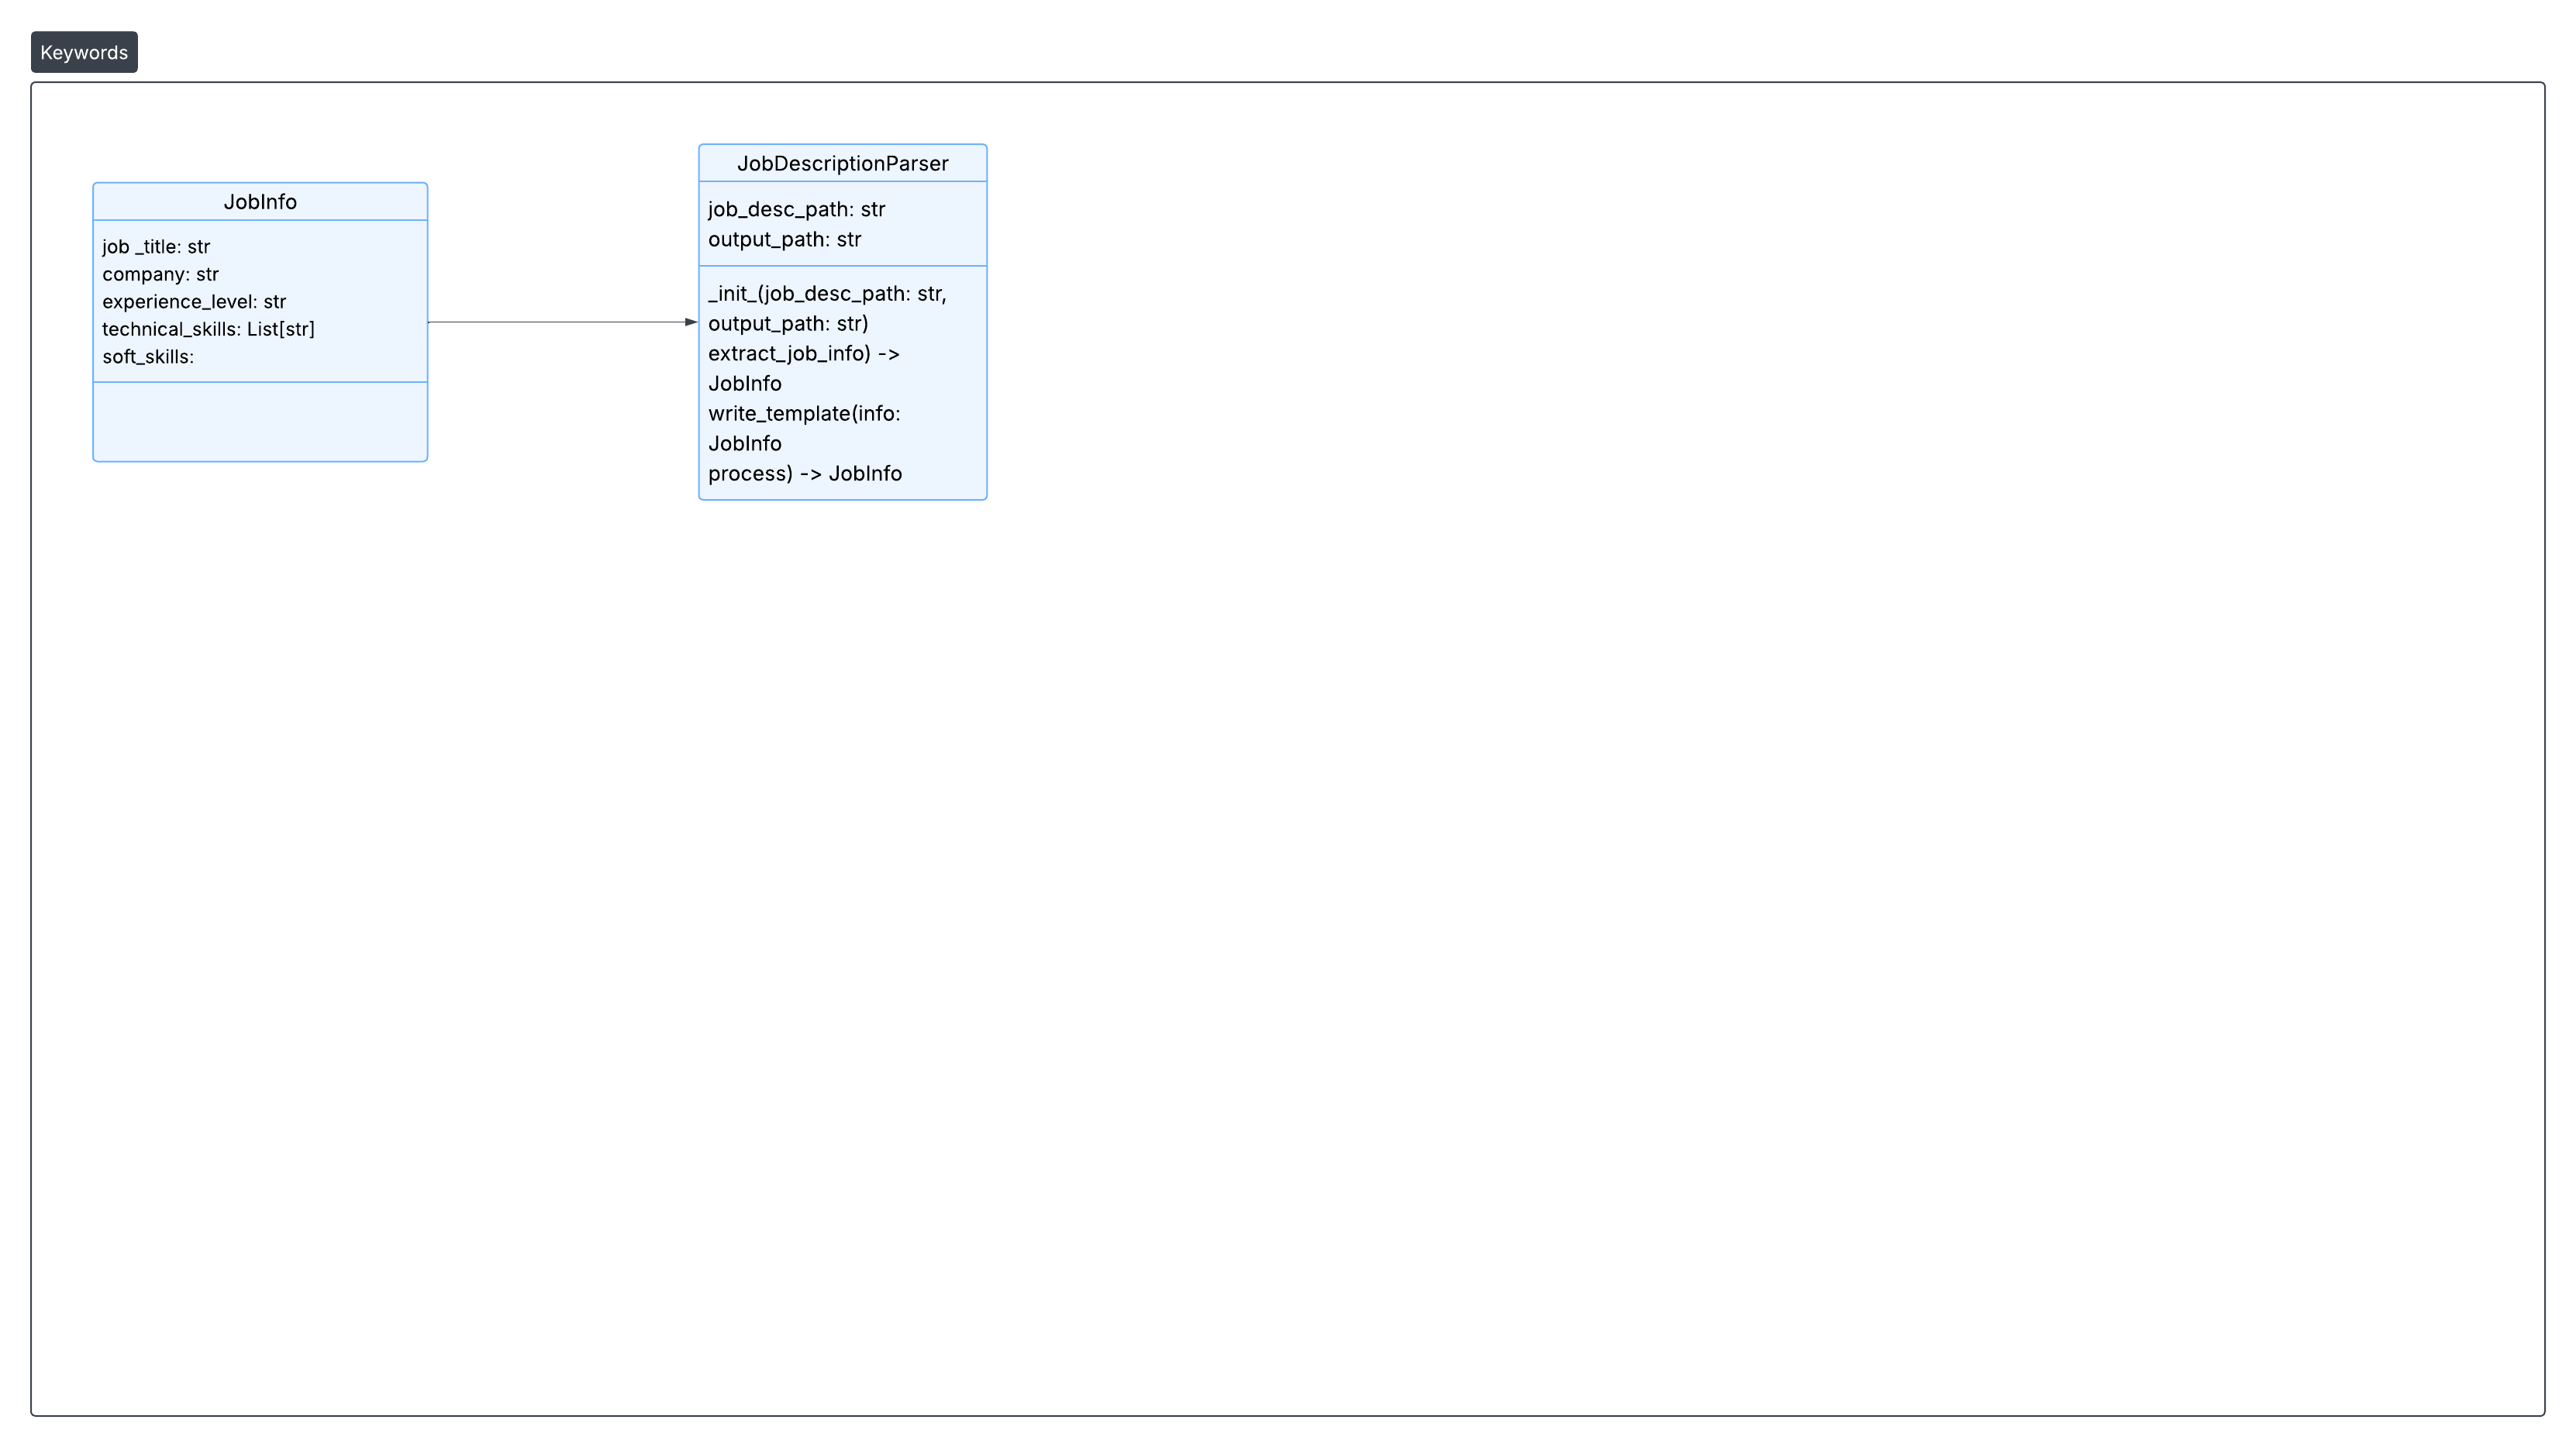 Keywords
JobInfo
job _title: str
company: str
experience_level: str
technical_skills: List[str]
soft_skills:
JobDescriptionParser
job_desc_path: str
output_path: str
_init_(job_desc_path: str,
output_path: str)
extract_job_info) ->
JobInfo
write_template(info:
JobInfo
process) -> JobInfo